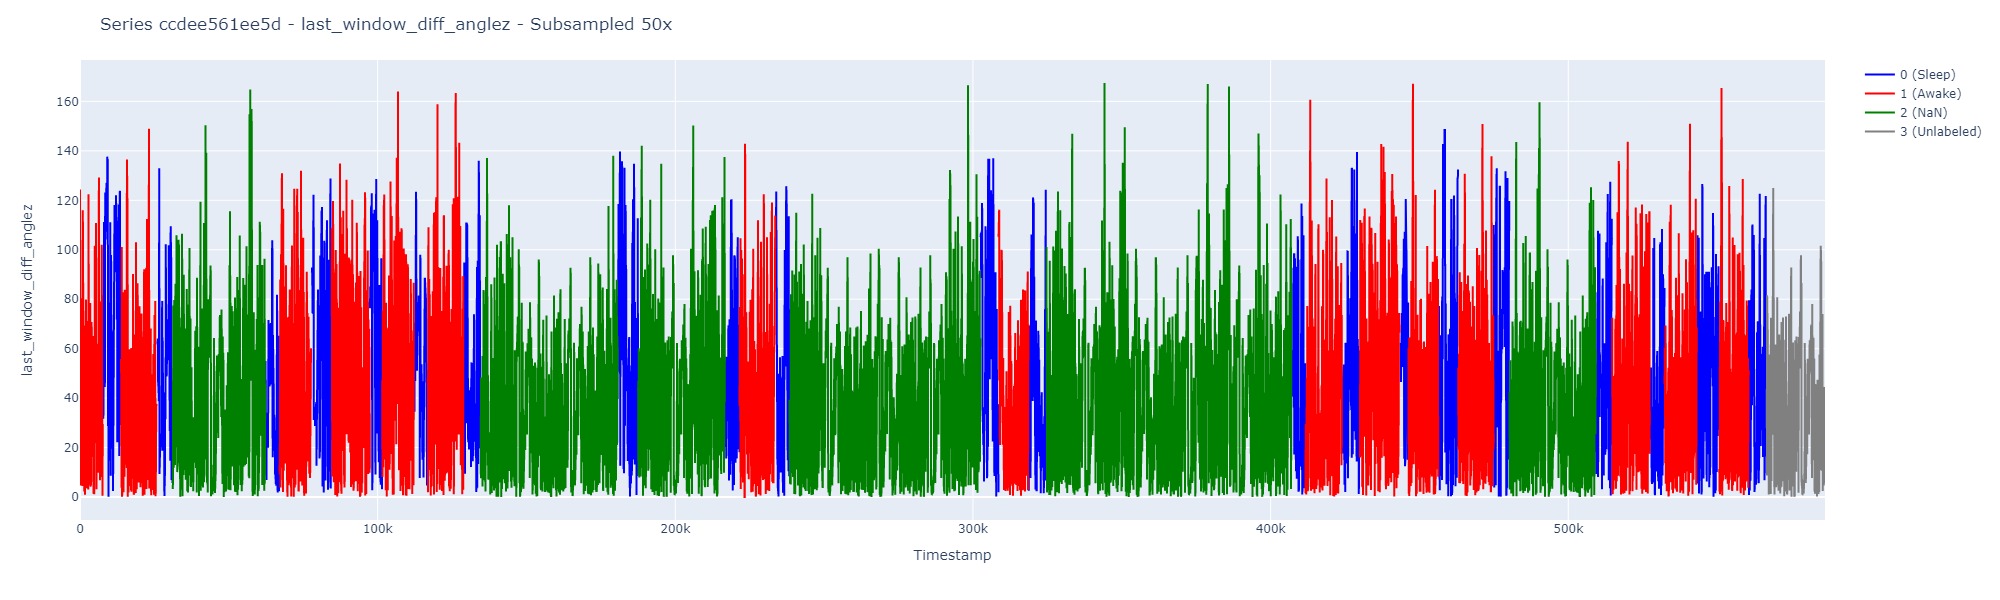 Series ccdee561ee5d - last_window_diff_anglez - Subsampled 50x
0 (Sleep)
1 (Awake)
2 (NaN)
3 (Unlabeled)
last_window_diff_anglez
160
140
120
100
80
60
40
20
0
0
100k
200k
300k
400k
500k
Timestamp